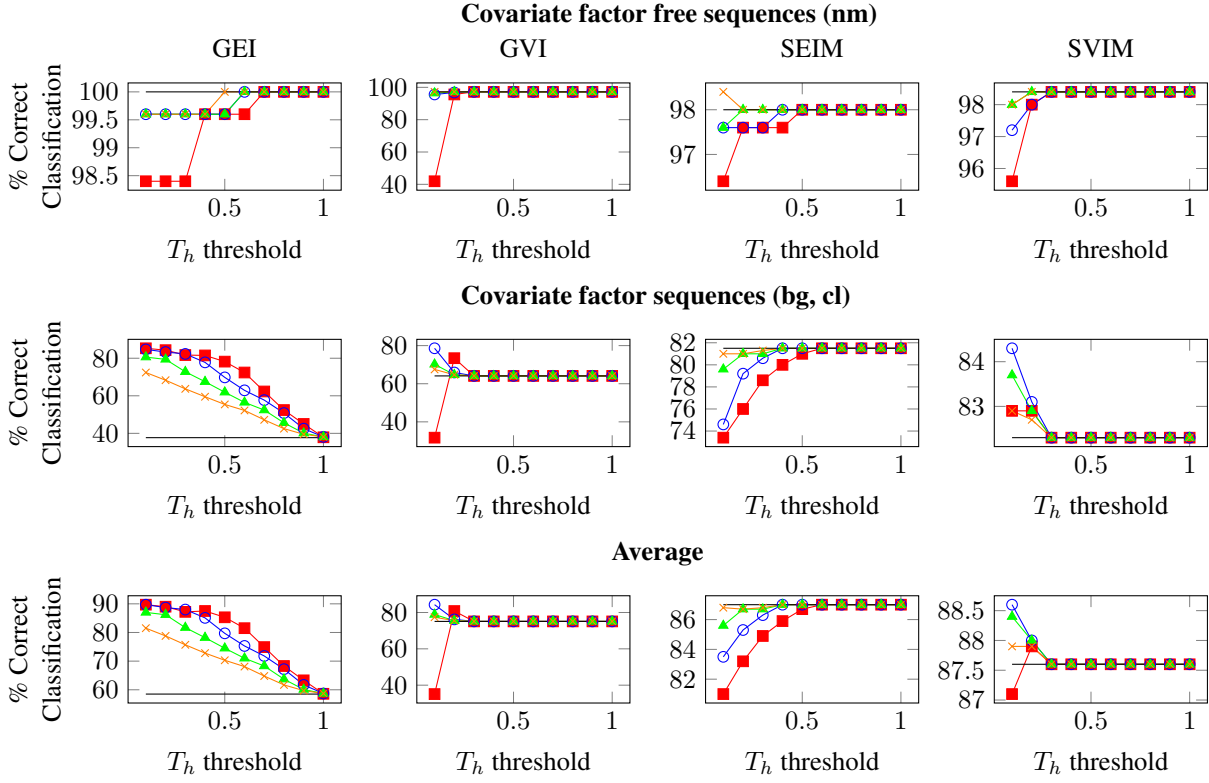 Covariate factor free sequences (nm)
GEI GVI SEIM SVIM
% Correct
Classification
100
99.5
99
98.5
0.5 1
T_h threshold
100
80
60
40
0.5 1
T_h threshold
98
97
0.5 1
T_h threshold
98
97
96
95
0.5 1
T_h threshold
Covariate factor sequences (bg, cl)
% Correct
Classification
80
60
40
0.5 1
T_h threshold
80
60
40
0.5 1
T_h threshold
82
80
78
76
74
0.5 1
T_h threshold
84
83
0.5 1
T_h threshold
Average
% Correct
Classification
90
80
70
60
0.5 1
T_h threshold
80
60
40
0.5 1
T_h threshold
86
85
84
83
82
81
0.5 1
T_h threshold
88.5
88
87.5
87
0.5 1
T_h threshold